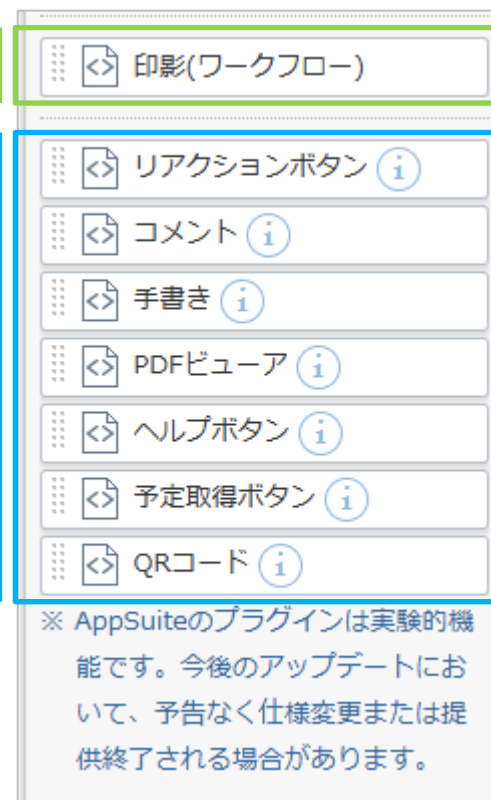 印影(ワークフロー)
リアクションボタン i
コメント i
手書き i
PDFビューア i
ヘルプボタン i
予定取得ボタン i
QRコード i
※ AppSuiteのプラグインは実験的機
能です。今後のアップデートにお
いて、予告なく仕様変更または提
供終了される場合があります。